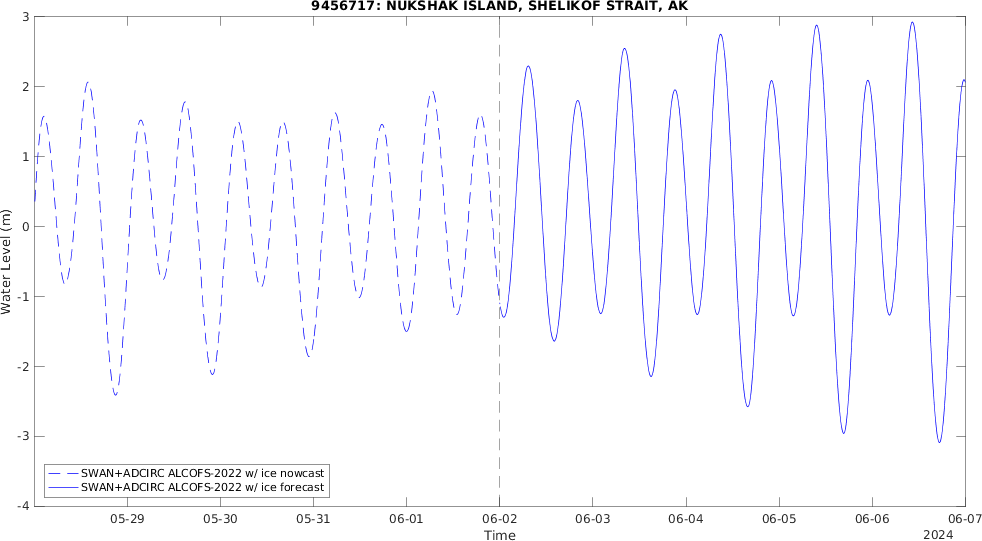 9456717: NUKSHAK ISLAND, SHELIKOF STRAIT, AK
3
2
1
0
-1
-2
-3
-4
Water Level (m)
SWAN+ADCIRC ALCOFS-2022 w/ ice nowcast
SWAN+ADCIRC ALCOFS-2022 w/ ice forecast
05-29 05-30 05-31 06-01 06-02 06-03 06-04 06-05 06-06 06-07
Time
2024